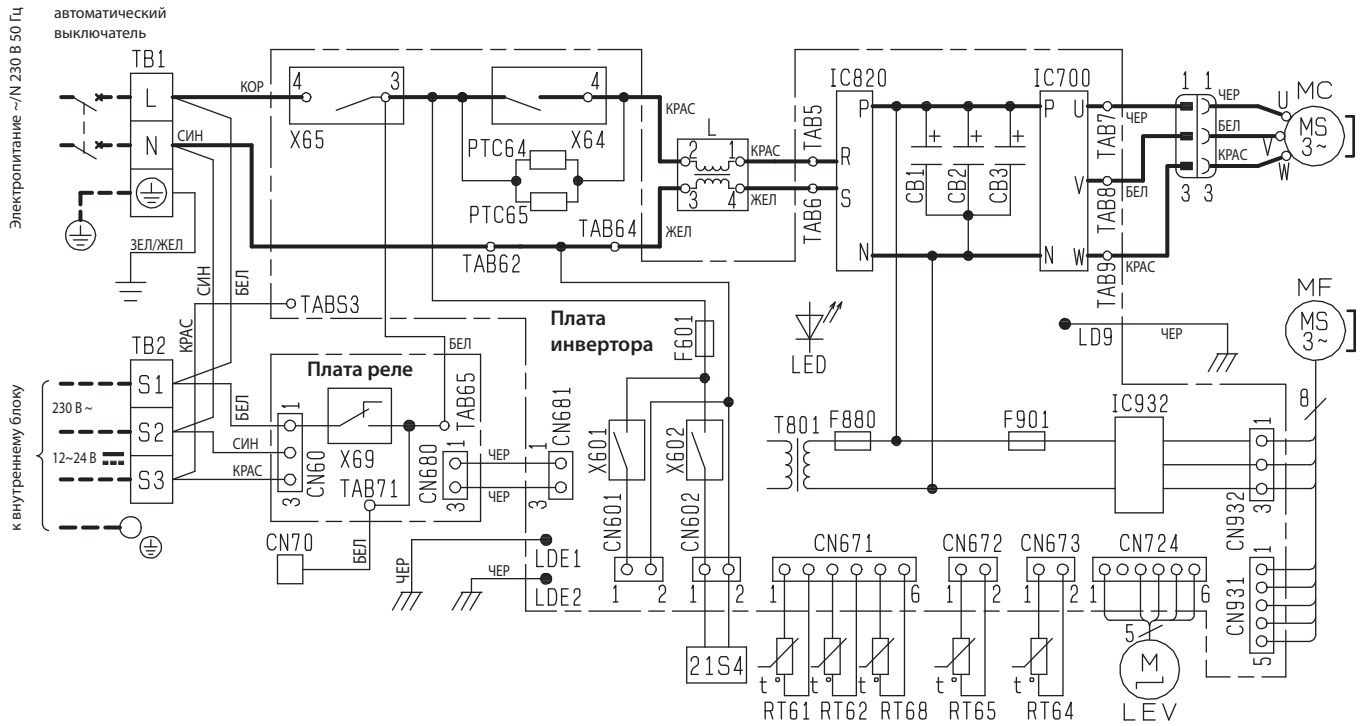 Электропитание ~/N 230 В 50 Гц
автоматический
выключатель
TB1
L
N
КОР
СИН
ЗЕЛ/ЖЕЛ
СИН
БЕЛ
КРАС
4
3
X65
4
X64
PTC64
PTC65
КРАС
ЖЕЛ
TAB62
TAB64
L
2
1
3
4
КРАС
ЖЕЛ
TAB5
TAB6
IC820
P
R
S
N
CB1
CB2
CB3
+
+
+
IC700
P
U
V
N
W
TAB7
TAB8
TAB9
ЧЕР
БЕЛ
КРАС
1
1
3
3
ЧЕР
БЕЛ
КРАС
U
V
W
MC
MS
3~
TABS3
Плата
инвертора
F601
LED
LD9
ЧЕР
MF
MS
3~
8
TB2
S1
S2
S3
230 В ~
12~24 В
к внутреннему блоку
БЕЛ
СИН
КРАС
Плата реле
1
3
CN60
X69
TAB71
TAB65
БЕЛ
CN680
1
3
ЧЕР
ЧЕР
CN681
1
3
CN70
БЕЛ
ЧЕР
LDE1
ЧЕР
LDE2
X601
X602
CN601
CN602
1
2
1
2
21S4
T801
F880
F901
IC932
1
3
CN932
1
5
CN931
CN671
1
6
CN672
1
2
CN673
1
2
CN724
1
6
t°
t°
t°
t°
t°
RT61
RT62
RT68
RT65
RT64
5
M
LEV